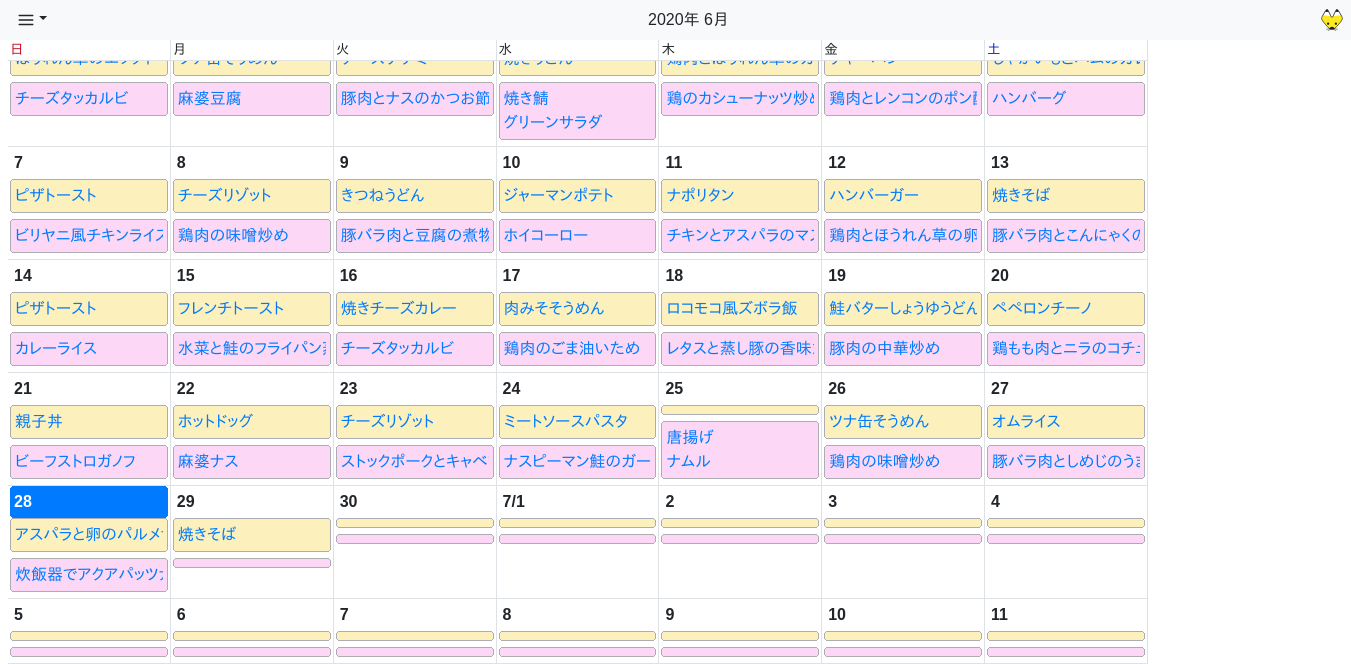 2020年 6月
日 月 火 水 木 金 土
チーズタッカルビ 麻婆豆腐 豚肉とナスのかつお節 焼き鯖 鶏のカシューナッツ炒 鶏肉とレンコンのポン ハンバーグ
グリーンサラダ
7 8 9 10 11 12 13
ピザトースト チーズリゾット きつねうどん ジャーマンポテト ナポリタン ハンバーガー 焼きそば
ビリヤニ風チキンライス 鶏肉の味噌炒め 豚バラ肉と豆腐の煮物 ホイコーロー チキンとアスパラのマ 鶏肉とほうれん草の卵 豚バラ肉とこんにゃくの
14 15 16 17 18 19 20
ピザトースト フレンチトースト 焼きチーズカレー 肉みそそうめん ロコモコ風ズボラ飯 鮭バターしょうゆうどん ペペロンチーノ
カレーライス 水菜と鮭のフライパン チーズタッカルビ 鶏肉のごま油いため レタスと蒸し豚の香味 豚肉の中華炒め 鶏もも肉とニラのコチ
21 22 23 24 25 26 27
親子丼 ホットドッグ チーズリゾット ミートソースパスタ ツナ缶そうめん オムライス
唐揚げ
ビーフストロガノフ 麻婆ナス ストックポークとキャベ ナスピーマン鮭のガー ナムル 鶏肉の味噌炒め 豚バラ肉としめじのうま
28 29 30 7/1 2 3 4
アスパラと卵のパルメ 焼きそば
炊飯器でアクアパッツ
5 6 7 8 9 10 11